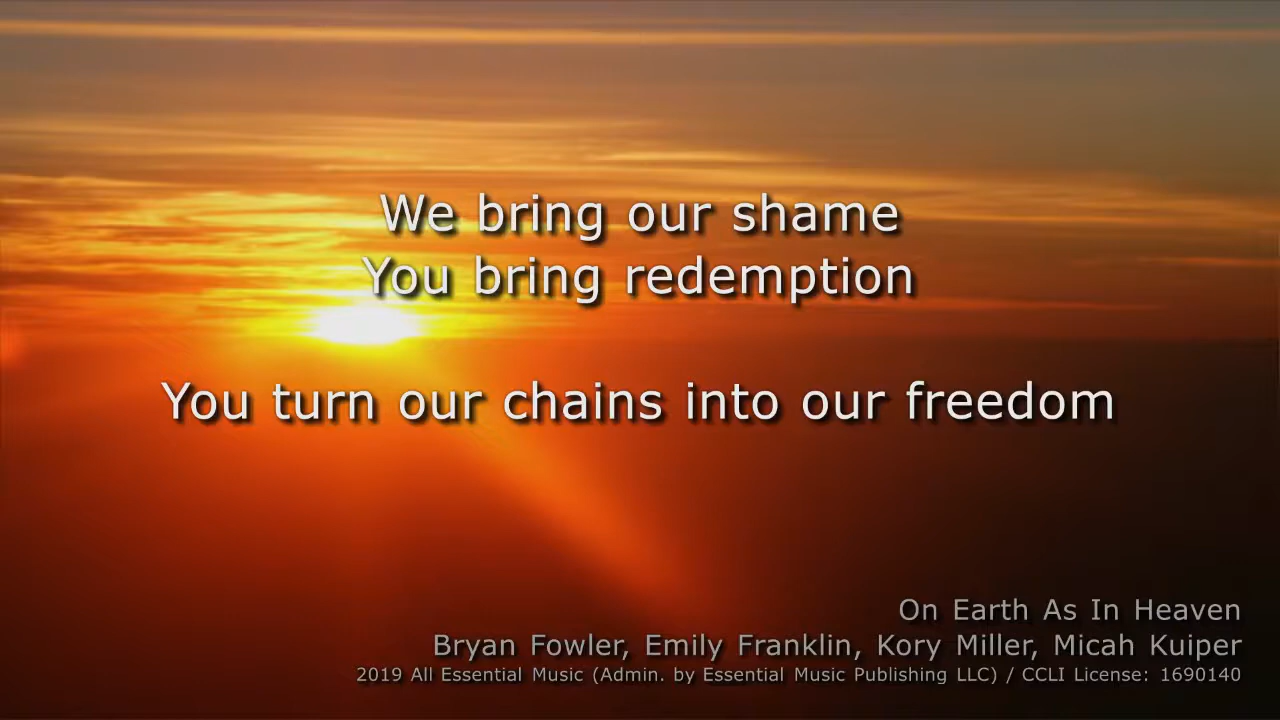 We bring our shame
You bring redemption
You turn our chains into our freedom
On Earth As In Heaven
Bryan Fowler, Emily Franklin, Kory Miller, Micah Kuiper
2019 All Essential Music (Admin. by Essential Music Publishing LLC) / CCLI License: 1690140